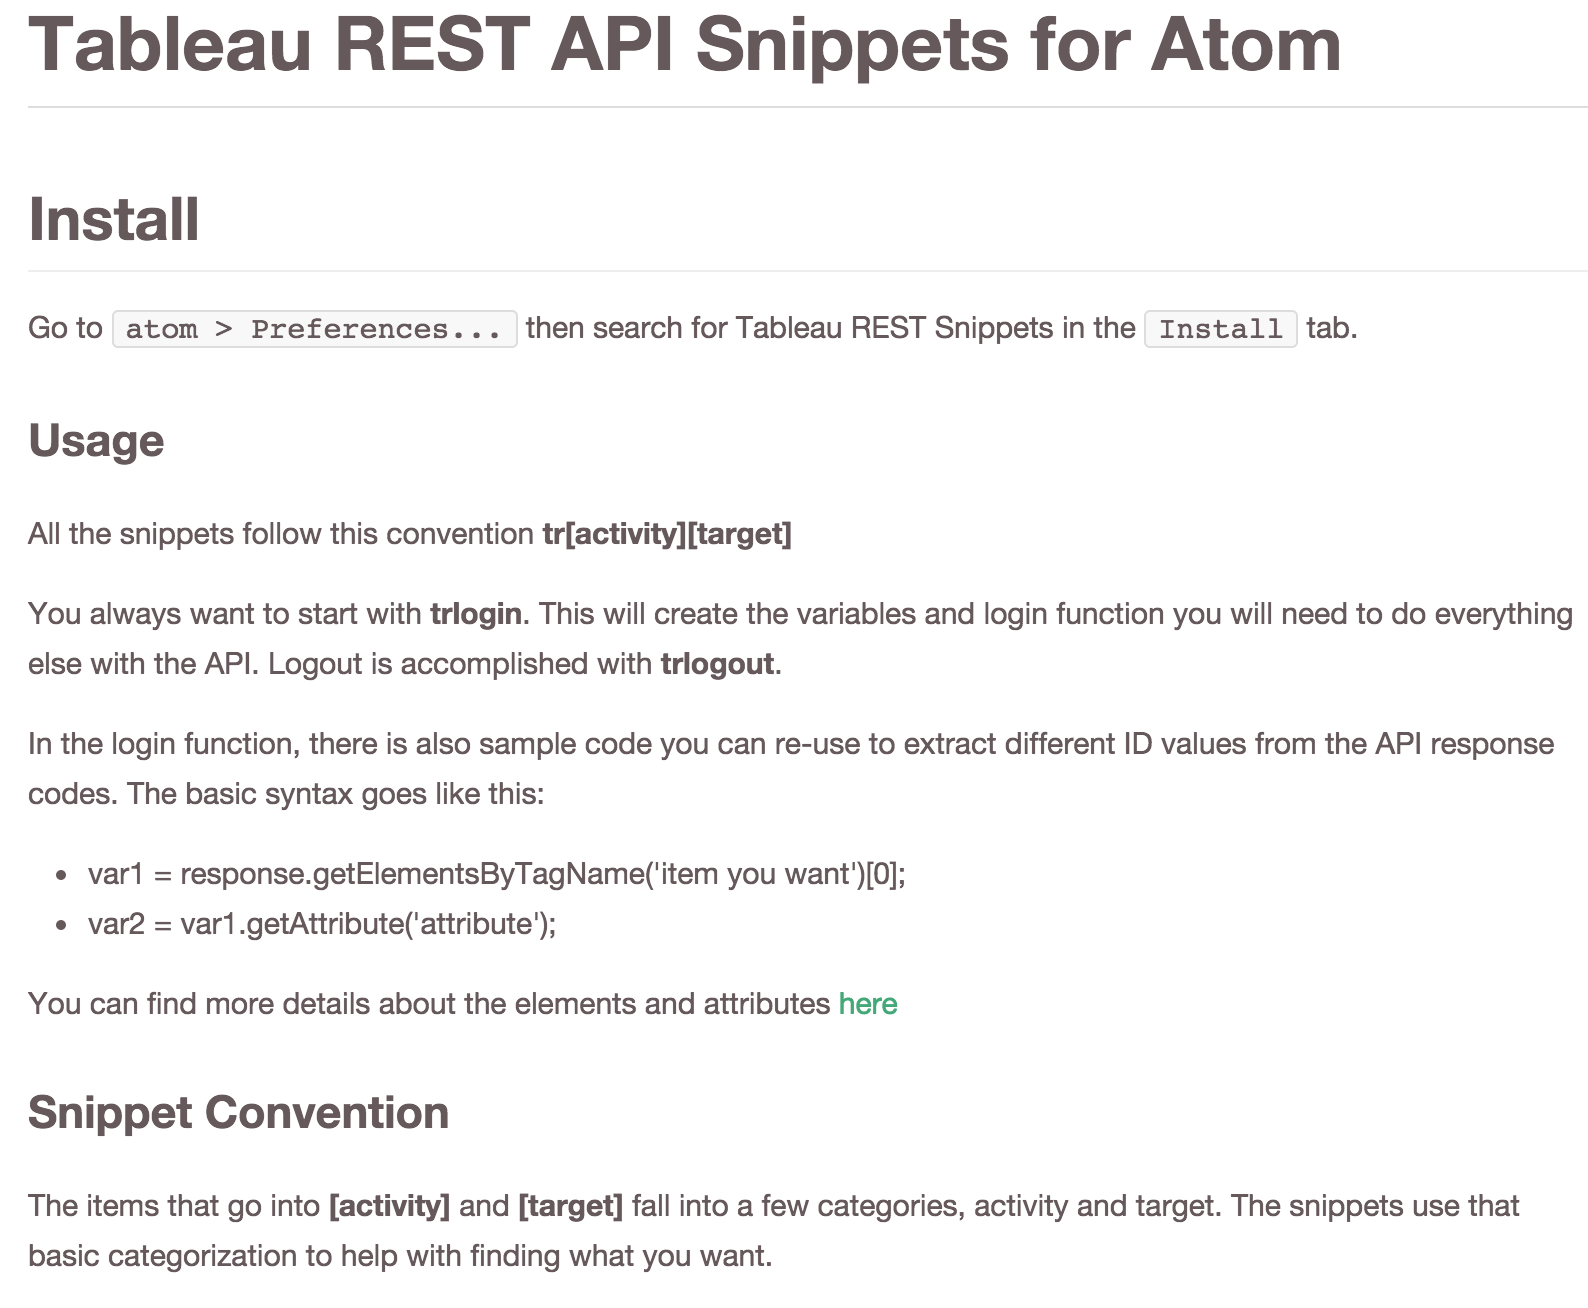 Tableau REST API Snippets for Atom
Install
Go to atom > Preferences... then search for Tableau REST Snippets in the Install tab.
Usage
All the snippets follow this convention tr[activity][target]
You always want to start with trlogin. This will create the variables and login function you will need to do everything
else with the API. Logout is accomplished with trlogout.
In the login function, there is also sample code you can re-use to extract different ID values from the API response
codes. The basic syntax goes like this:
• var1 = response.getElementsByTagName('item you want')[0];
• var2 = var1.getAttribute('attribute');
You can find more details about the elements and attributes here
Snippet Convention
The items that go into [activity] and [target] fall into a few categories, activity and target. The snippets use that
basic categorization to help with finding what you want.